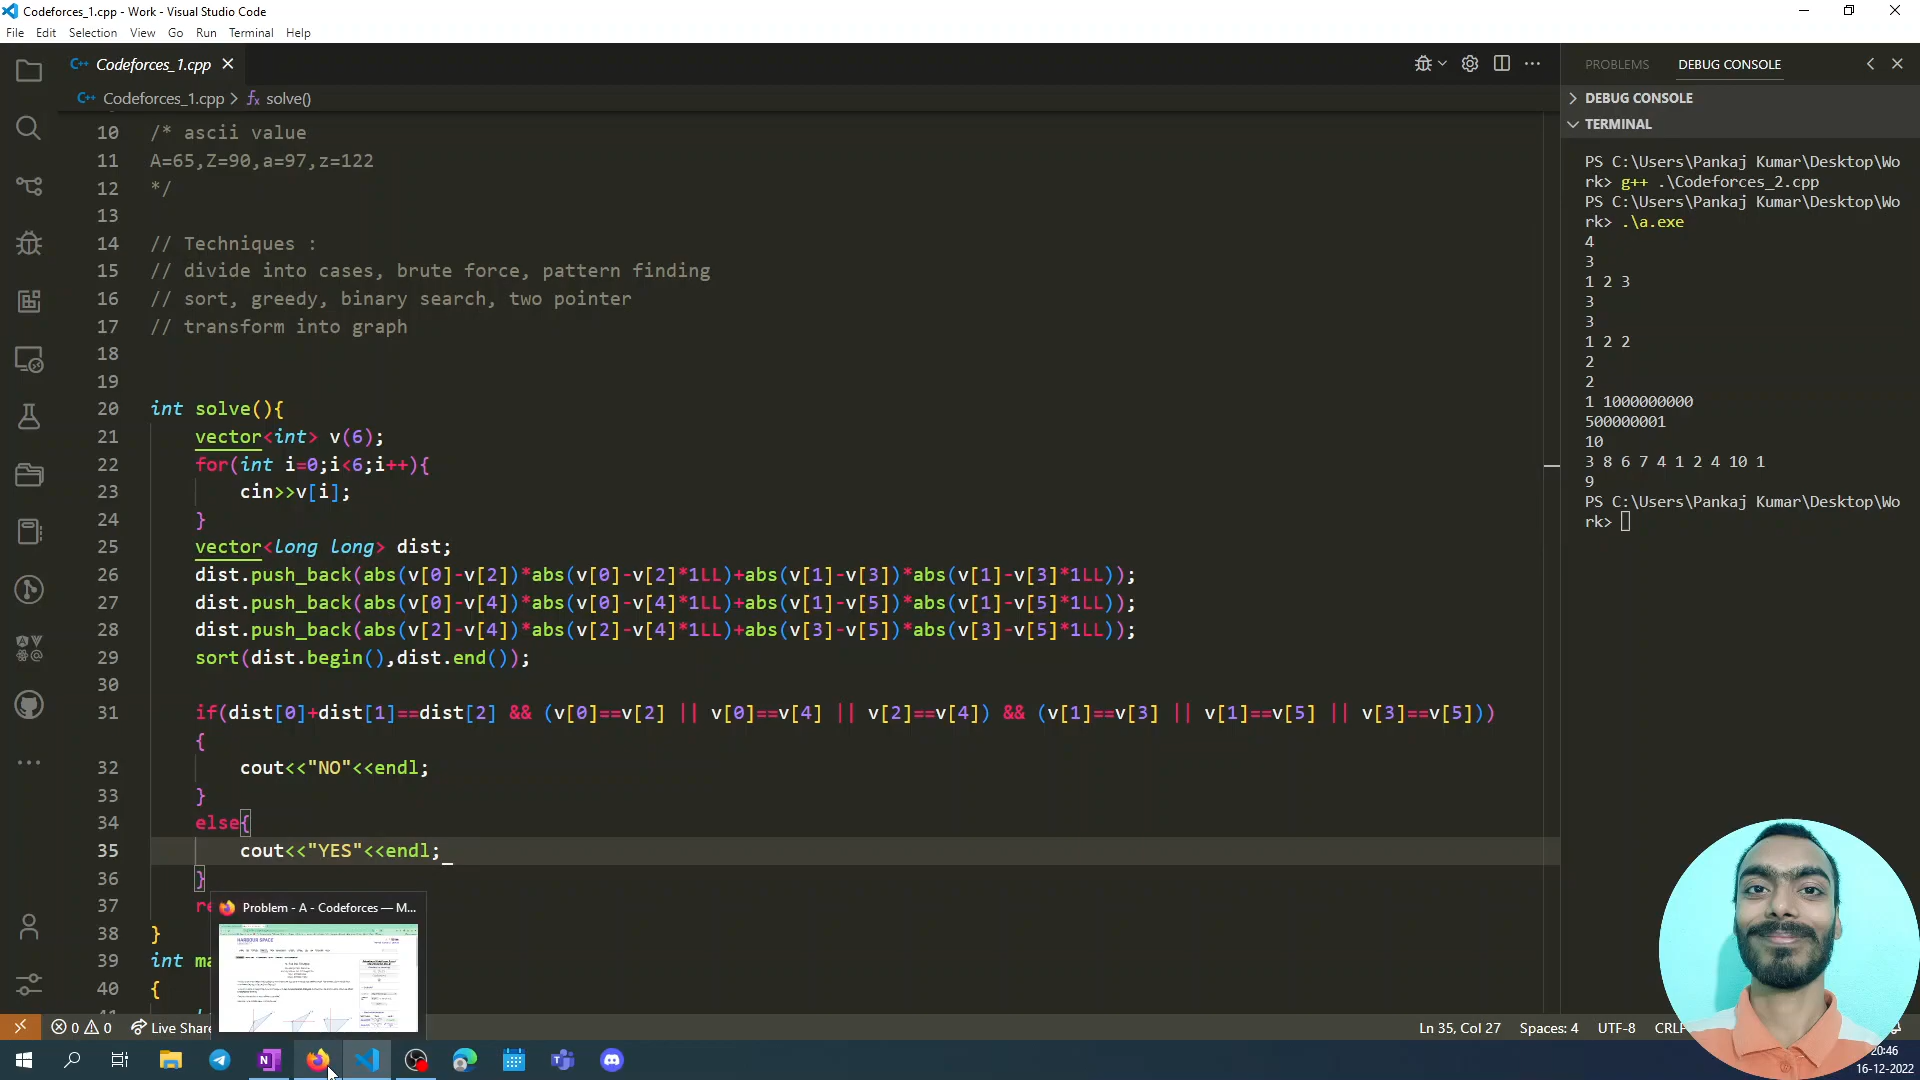 Codeforces_1.cpp - Work - Visual Studio Code
File Edit Selection View Go Run Terminal Help
C++ Codeforces_1.cpp
C++ Codeforces_1.cpp > solve()
10 /* ascii value
11 A=65,Z=90,a=97,z=122
12 */
13
14 // Techniques :
15 // divide into cases, brute force, pattern finding
16 // sort, greedy, binary search, two pointer
17 // transform into graph
18
19
20 int solve(){
21 vector<int> v(6);
22 for(int i=0;i<6;i++){
23 cin>>v[i];
24 }
25 vector<long long> dist;
26 dist.push_back(abs(v[0]-v[2])*abs(v[0]-v[2]*1LL)+abs(v[1]-v[3])*abs(v[1]-v[3]*1LL));
27 dist.push_back(abs(v[0]-v[4])*abs(v[0]-v[4]*1LL)+abs(v[1]-v[5])*abs(v[1]-v[5]*1LL));
28 dist.push_back(abs(v[2]-v[4])*abs(v[2]-v[4]*1LL)+abs(v[3]-v[5])*abs(v[3]-v[5]*1LL));
29 sort(dist.begin(),dist.end());
30
31 if(dist[0]+dist[1]==dist[2] && (v[0]==v[2] || v[0]==v[4] || v[2]==v[4]) && (v[1]==v[3] || v[1]==v[5] || v[3]==v[5]))
{
32 cout<<"NO"<<endl;
33 }
34 else{
35 cout<<"YES"<<endl;
36 }
37 re
38 }
39 int ma
40 {
Problem - A - Codeforces — M...
HARBOUR SPACE
0 0 Live Share
Ln 35, Col 27 Spaces: 4 UTF-8 CRLF
PROBLEMS DEBUG CONSOLE
DEBUG CONSOLE
TERMINAL
PS C:\Users\Pankaj Kumar\Desktop\Wo
rk> g++ .\Codeforces_2.cpp
PS C:\Users\Pankaj Kumar\Desktop\Wo
rk> .\a.exe
4
3
1 2 3
3
3
1 2 2
2
2
1 1000000000
500000001
10
3 8 6 7 4 1 2 4 10 1
9
PS C:\Users\Pankaj Kumar\Desktop\Wo
rk>
20:46
16-12-2022